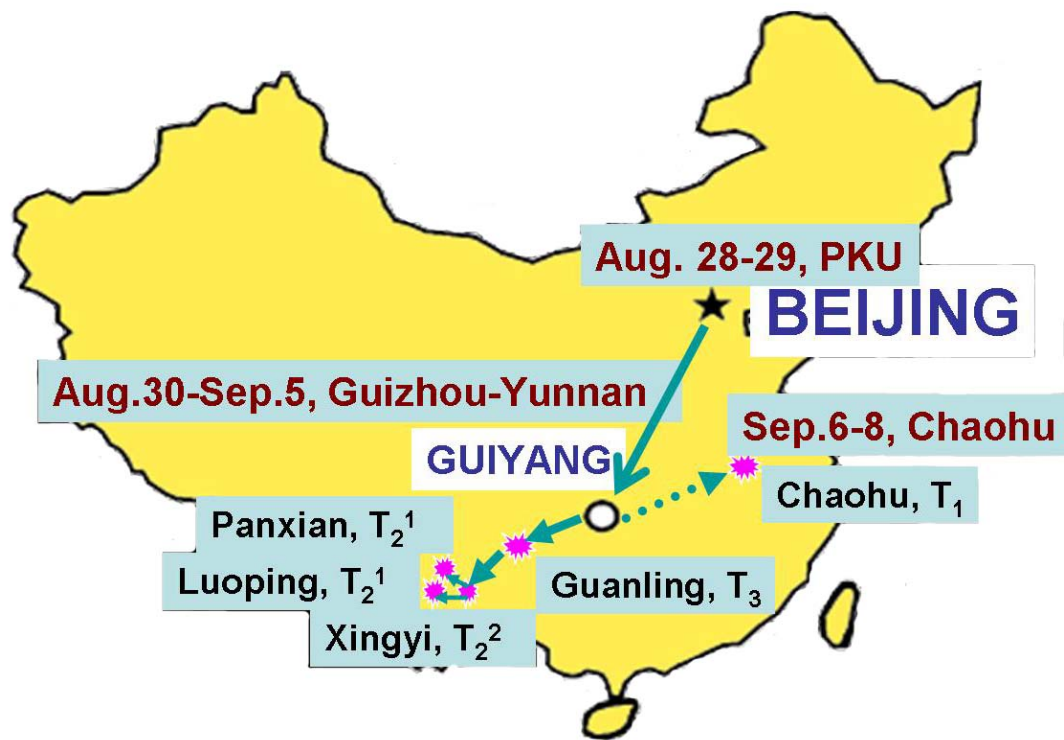 Aug. 28-29, PKU
BEIJING
Aug.30-Sep.5, Guizhou-Yunnan
Sep.6-8, Chaohu
GUIYANG
Chaohu, T₁
Panxian, T₂¹
Luoping, T₂¹
Guanling, T₃
Xingyi, T₂²